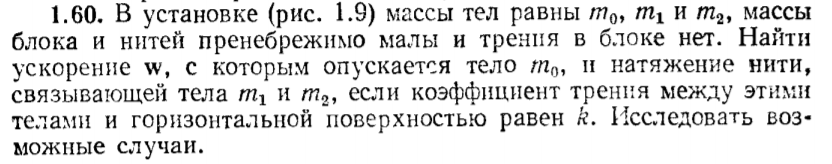 1.60. В установке (рис. 1.9) массы тел равны m₀, m₁ и m₂, массы
блока и нитей пренебрежимо малы и трения в блоке нет. Найти
ускорение w, с которым опускается тело m₀, и натяжение нити,
связывающей тела m₁ и m₂, если коэффициент трения между этими
телами и горизонтальной поверхностью равен k. Исследовать воз-
можные случаи.